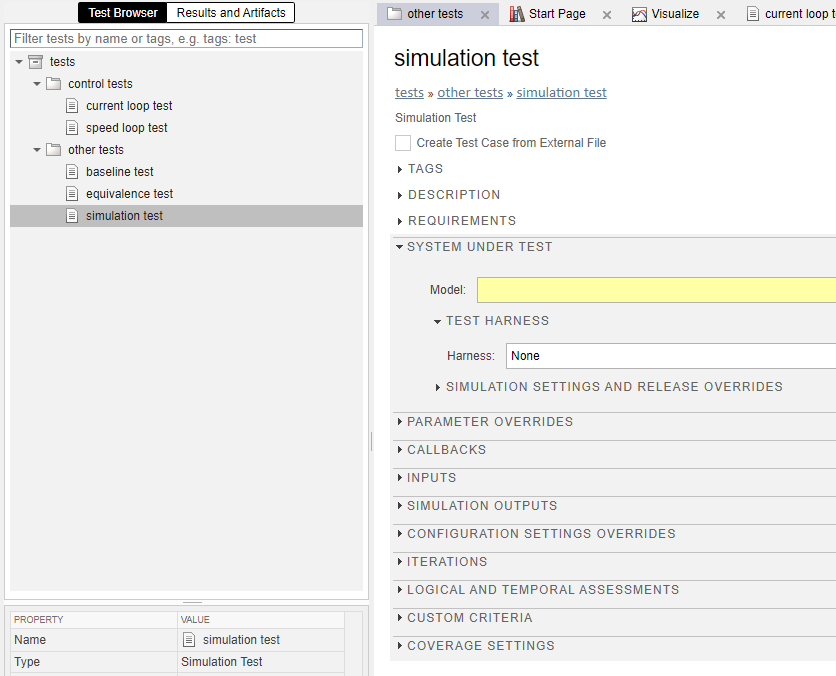 Test Browser
Results and Artifacts
Filter tests by name or tags, e.g. tags: test
tests
control tests
current loop test
speed loop test
other tests
baseline test
equivalence test
simulation test
PROPERTY VALUE
Name simulation test
Type Simulation Test
other tests
Start Page
Visualize
current loop t
simulation test
tests » other tests » simulation test
Simulation Test
Create Test Case from External File
TAGS
DESCRIPTION
REQUIREMENTS
SYSTEM UNDER TEST
Model:
TEST HARNESS
Harness: None
SIMULATION SETTINGS AND RELEASE OVERRIDES
PARAMETER OVERRIDES
CALLBACKS
INPUTS
SIMULATION OUTPUTS
CONFIGURATION SETTINGS OVERRIDES
ITERATIONS
LOGICAL AND TEMPORAL ASSESSMENTS
CUSTOM CRITERIA
COVERAGE SETTINGS